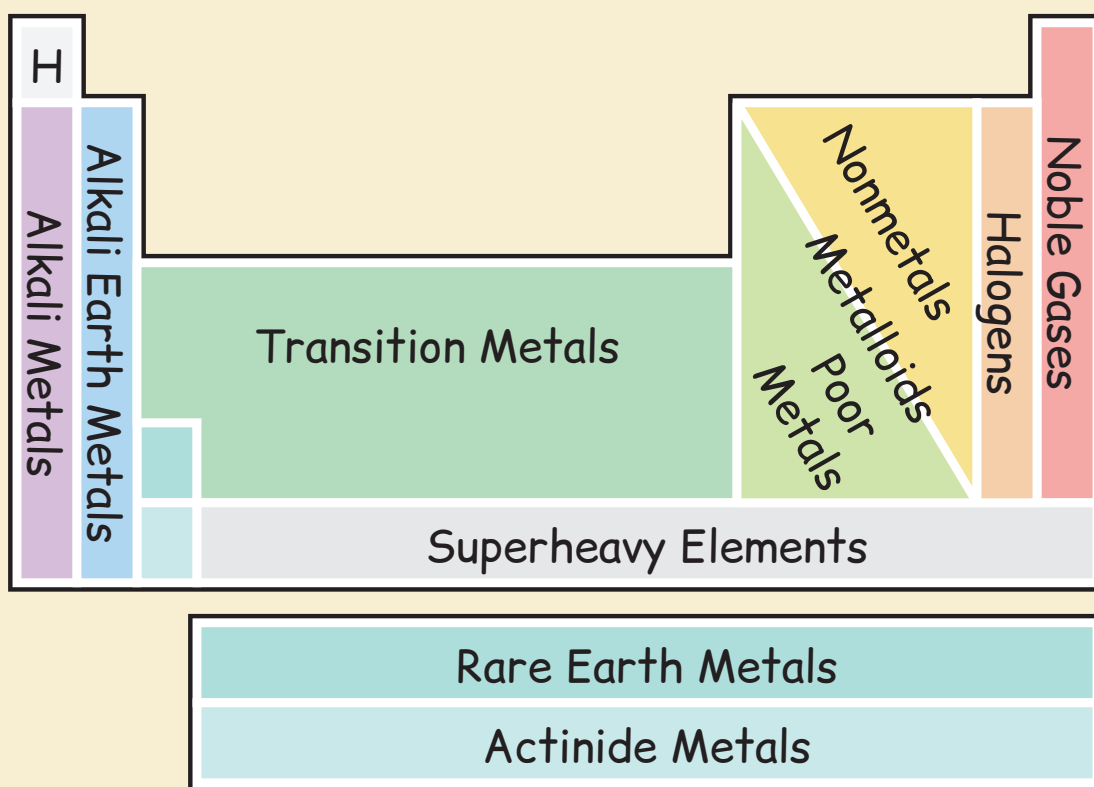 H
Alkali Metals
Alkali Earth Metals
Transition Metals
Nonmetals
Metalloids
Poor
Metals
Halogens
Noble Gases
Superheavy Elements
Rare Earth Metals
Actinide Metals